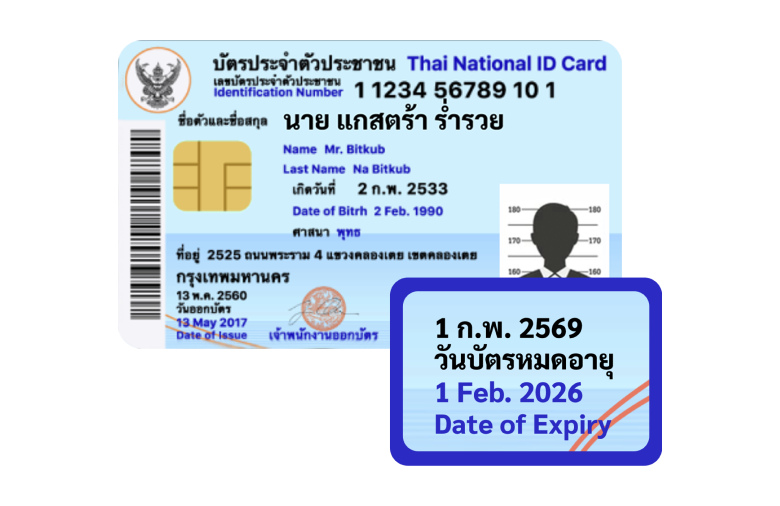 บัตรประจำตัวประชาชน Thai National ID Card
เลขบัตรประจำตัวประชาชน
Identification Number 1 1234 56789 10 1
ชื่อตัวและชื่อสกุล นาย แกสตร้า ร่ำรวย
Name Mr. Bitkub
Last Name Na Bitkub
เกิดวันที่ 2 ก.พ. 2533
Date of Bitrh 2 Feb. 1990
ศาสนา พุทธ
ที่อยู่ 2525 ถนนพระราม 4 แขวงคลองเตย เขตคลองเตย
กรุงเทพมหานคร
13 พ.ค. 2560
วันออกบัตร
13 May 2017
Date of Issue
เจ้าพนักงานออกบัตร
180 180
170 170
160 160
1 ก.พ. 2569
วันบัตรหมดอายุ
1 Feb. 2026
Date of Expiry